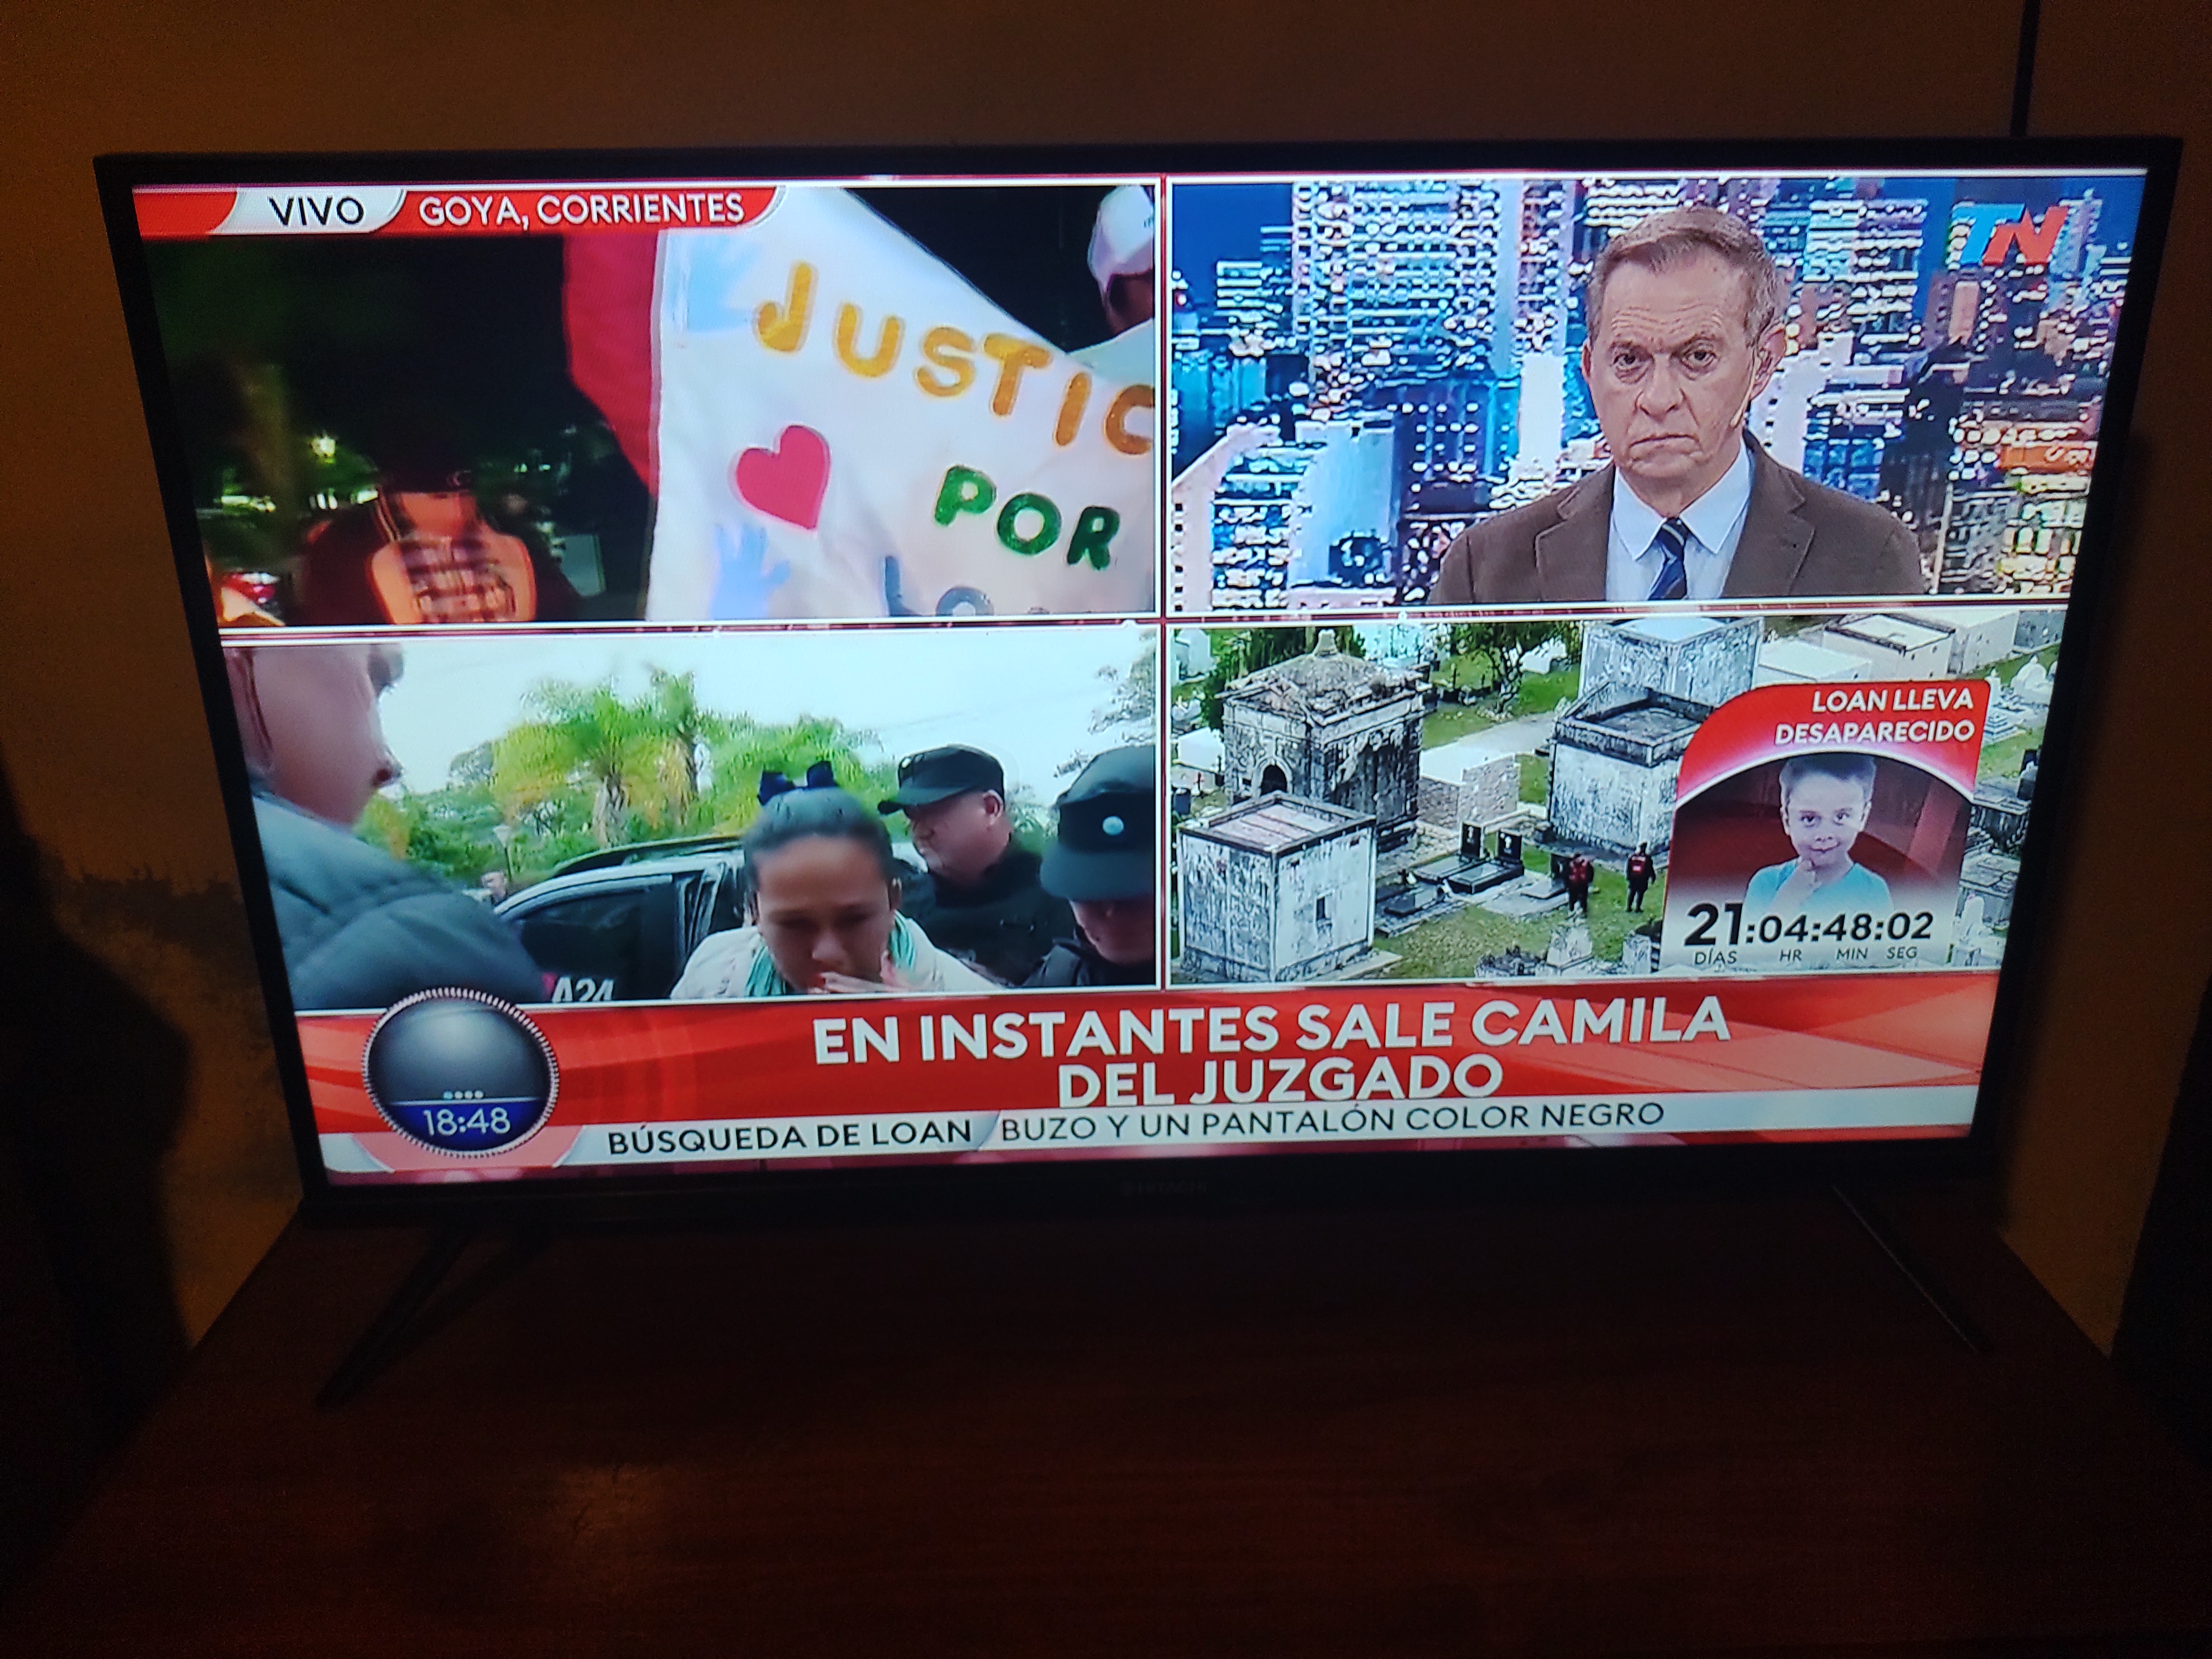 VIVO
GOYA, CORRIENTES
JUSTIC
POR
TN
LOAN LLEVA
DESAPARECIDO
21:04:48:02
DÍAS HR MIN SEG
A24
EN INSTANTES SALE CAMILA
DEL JUZGADO
18:48
BÚSQUEDA DE LOAN
BUZO Y UN PANTALÓN COLOR NEGRO
HITACHI